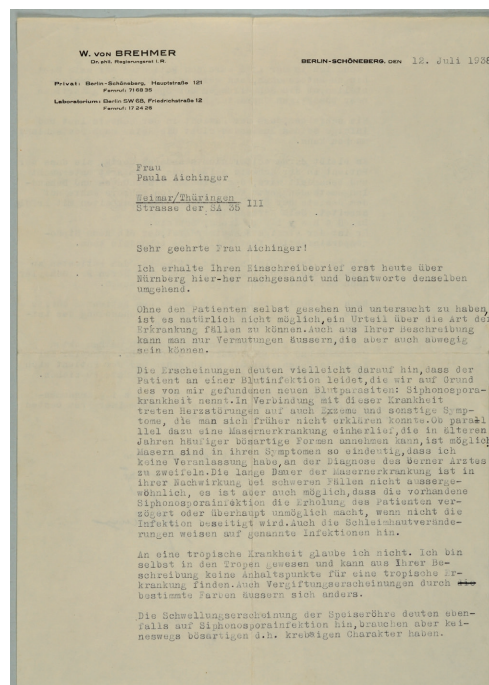 W. VON BREHMER
Dr. phil. Regierungsrat i. R.
BERLIN-SCHÖNEBERG, DEN 12. Juli 1938
Privat: Berlin-Schöneberg, Hauptstraße 121
Fernruf: 71 69 35
Laboratorium: Berlin SW 68, Friedrichstraße 12
Fernruf: 17 24 26
Frau
Paula Aichinger
Weimar/Thüringen
Strasse der SA 35 III
Sehr geehrte Frau Aichinger!
Ich erhalte Ihren Einschreibebrief erst heute über
Nürnberg hier-her nachgesandt und beantworte denselben
umgehend.
Ohne den Patienten selbst gesehen und untersucht zu haben,
ist es natürlich nicht möglich,ein Urteil über die Art der
Erkrankung fällen zu können.Auch aus Ihrer Beschreibung
kann man nur Vermutungen äussern,die aber auch abwegig
sein können.
Die Erscheinungen deuten vielleicht darauf hin,dass der
Patient an einer Blutinfektion leidet,die wir auf Grund
des von mir gefundenen neuen Blutparasiten: Siphonospora-
krankheit nennt.In Verbindung mit dieser Krankheit
treten Herzstörungen auf auch Exzeme und sonstige Symp-
tome, die man sich früher nicht erklären konnte.Ob paral
llel dazu eine Masernerkrankung einherlief,die in älteren
Jahren häufiger bösartige Formen annehmen kann,ist möglich
Masern sind in ihren Symptomen so eindeutig,dass ich
keine Veranlassung habe,an der Diagnose des Berner Arztes
zu zweifeln.Die lange Dauer der Masernerkrankung ist in
ihrer Nachwirkung bei schweren Fällen nicht aussergе-
wöhnlich, es ist aber auch möglich,dass die vorhandene
Siphonosporainfektion die Erholung des Patienten ver-
zögert oder überhaupt unmöglich macht, wenn nicht die
Infektion beseitigt wird.Auch die Schleimhautverände-
rungen weisen auf genannte Infektionen hin.
An eine tropische Krankheit glaube ich nicht. Ich bin
selbst in den Tropen gewesen und kann aus Ihrer Be-
schreibung keine Anhaltspunkte für eine tropische Er-
krankung finden.Auch Vergiftungserscheinungen durch die
bestimmte Farben äussern sich anders.
Die Schwellungserscheinung der Speiseröhre deuten eben-
falls auf Siphonosporainfektion hin,brauchen aber kei-
neswegs bösartigen d.h. krebsigen Charakter haben.